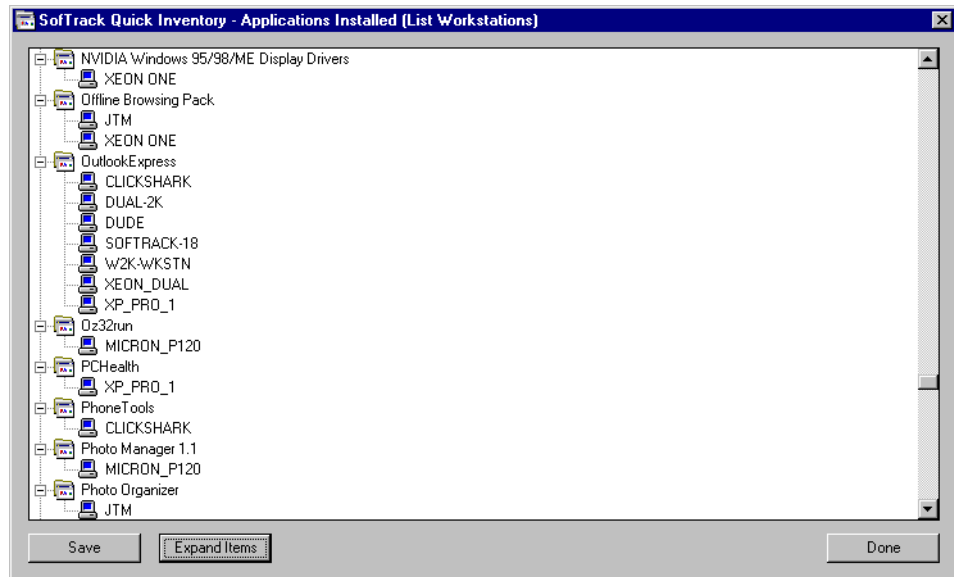 SofTrack Quick Inventory - Applications Installed (List Workstations)
NVIDIA Windows 95/98/ME Display Drivers
XEON ONE
Offline Browsing Pack
JTM
XEON ONE
OutlookExpress
CLICKSHARK
DUAL-2K
DUDE
SOFTRACK-18
W2K-WKSTN
XEON_DUAL
XP_PRO_1
Oz32run
MICRON_P120
PCHealth
XP_PRO_1
PhoneTools
CLICKSHARK
Photo Manager 1.1
MICRON_P120
Photo Organizer
JTM
Save Expand Items Done